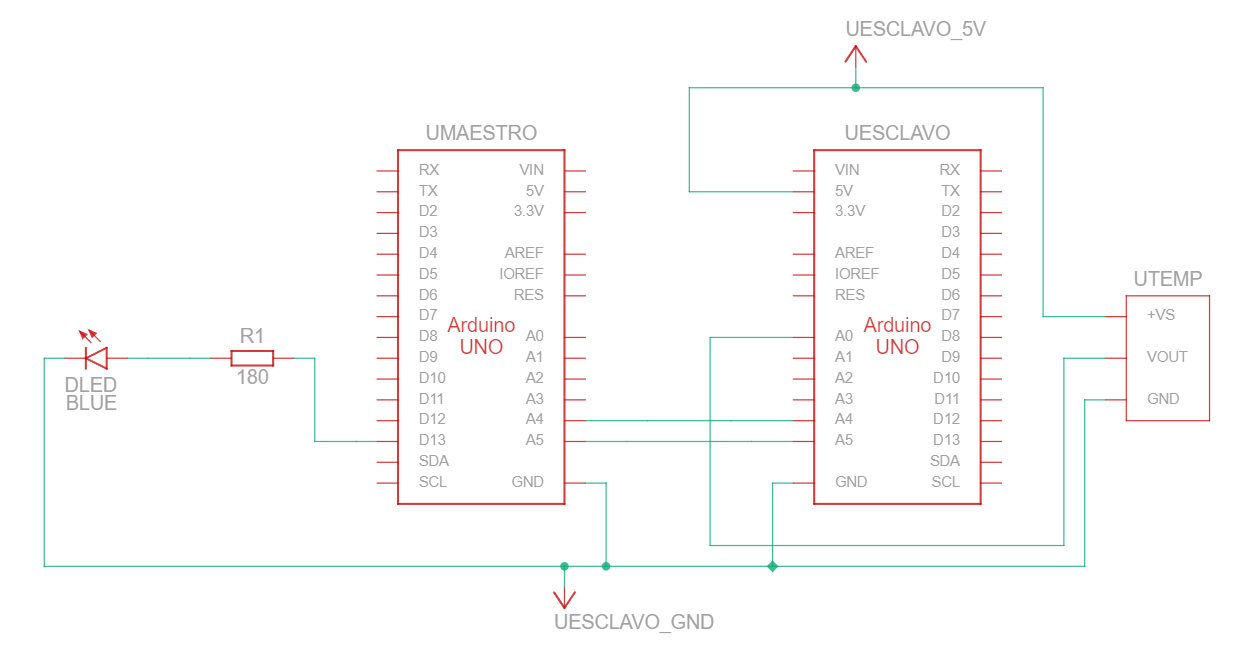 UESCLAVO_5V
UMAESTRO
RX VIN
TX 5V
D2 3.3V
D3
D4 AREF
D5 IOREF
D6 RES
D7
Arduino
UNO
D8 A0
D9 A1
D10 A2
D11 A3
D12 A4
D13 A5
SDA
SCL GND
UESCLAVO
VIN RX
5V TX
3.3V D2
D3
AREF D4
IOREF D5
RES D6
D7
Arduino
UNO
A0 D8
A1 D9
A2 D10
A3 D11
A4 D12
A5 D13
SDA
GND SCL
UTEMP
+VS
VOUT
GND
R1
180
DLED
BLUE
UESCLAVO_GND